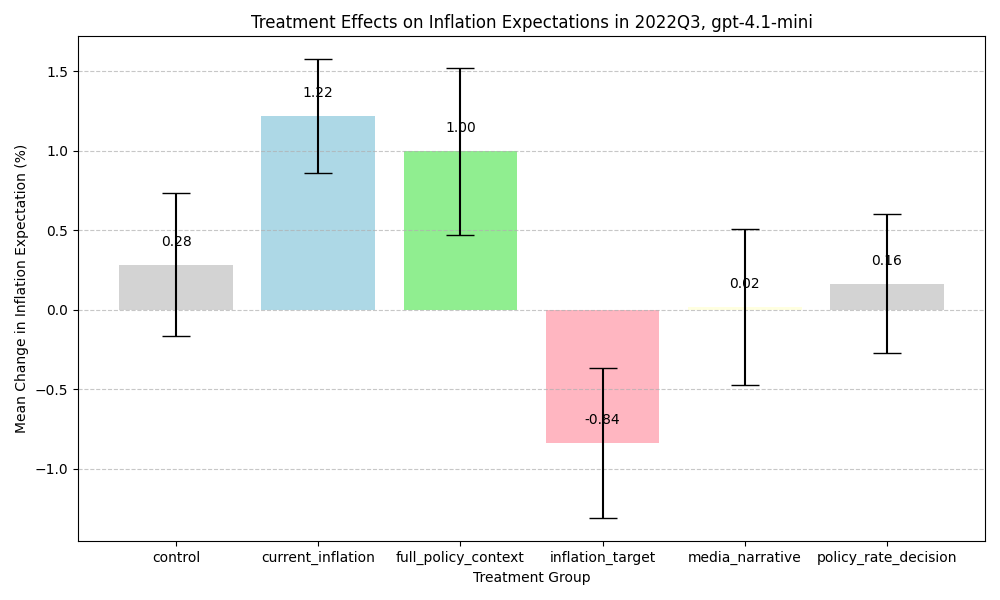 Treatment Effects on Inflation Expectations in 2022Q3, gpt-4.1-mini
Mean Change in Inflation Expectation (%)
1.5
1.0
0.5
0.0
−0.5
−1.0
0.28
1.22
1.00
-0.84
0.02
0.16
control
current_inflation
full_policy_context
inflation_target
media_narrative
policy_rate_decision
Treatment Group